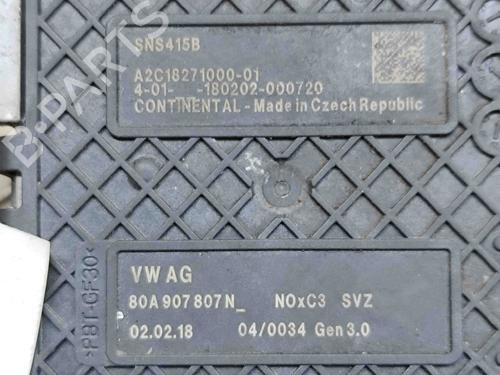 B-PARTS
SNS415B
A2C18271000-01
4-01- -180202-000720
CONTINENTAL - Made in Czech Republic
>PBT-GF30<
VW AG
80A 907 807 N_ NOxC3 SVZ
02.02.18 04/0034 Gen 3.0